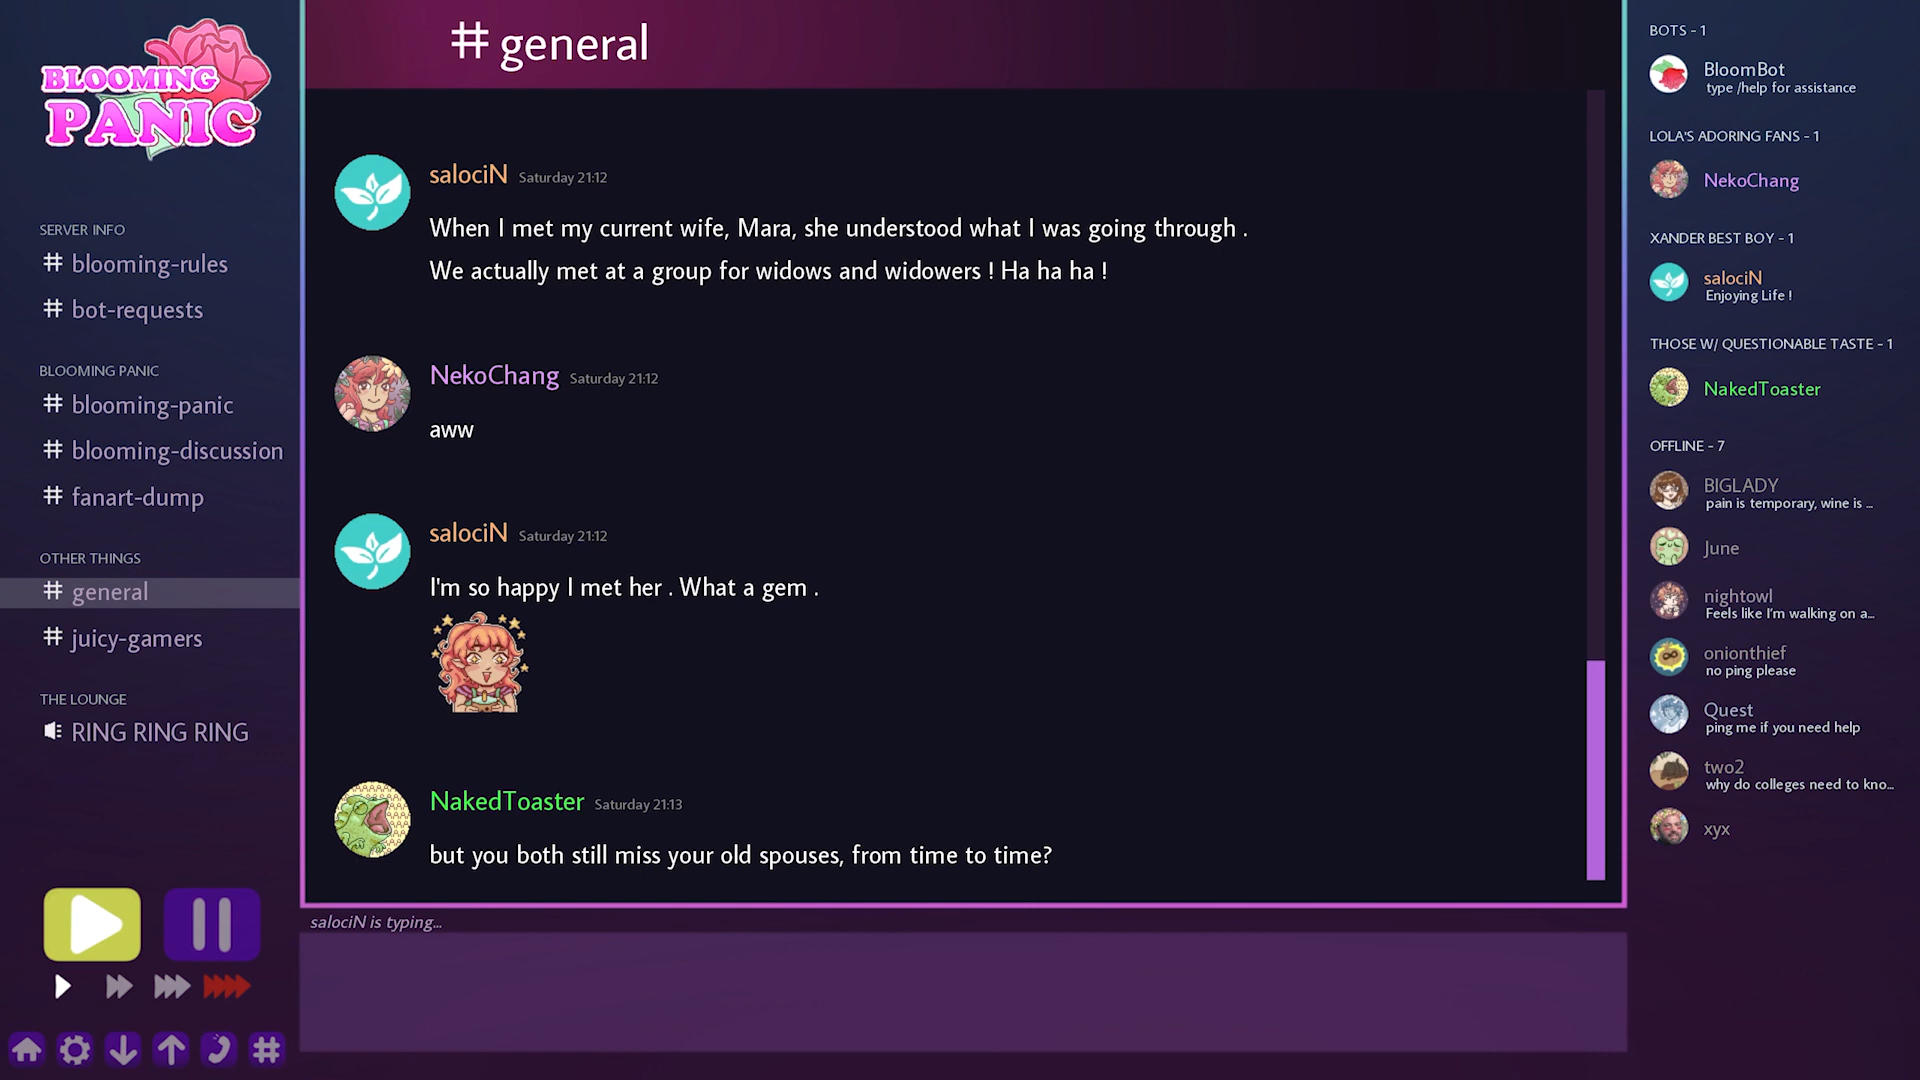 BLOOMING
PANIC
SERVER INFO
# blooming-rules
# bot-requests
BLOOMING PANIC
# blooming-panic
# blooming-discussion
# fanart-dump
OTHER THINGS
# general
# juicy-gamers
THE LOUNGE
RING RING RING
# general
salociN Saturday 21:12
When I met my current wife, Mara, she understood what I was going through .
We actually met at a group for widows and widowers ! Ha ha ha !
NekoChang Saturday 21:12
aww
salociN Saturday 21:12
I'm so happy I met her . What a gem .
NakedToaster Saturday 21:13
but you both still miss your old spouses, from time to time?
salociN is typing...
BOTS - 1
BloomBot
type /help for assistance
LOLA'S ADORING FANS - 1
NekoChang
XANDER BEST BOY - 1
salociN
Enjoying Life !
THOSE W/ QUESTIONABLE TASTE - 1
NakedToaster
OFFLINE - 7
BIGLADY
pain is temporary, wine is ...
June
nightowl
Feels like I'm walking on a...
onionthief
no ping please
Quest
ping me if you need help
two2
why do colleges need to kno...
xyx